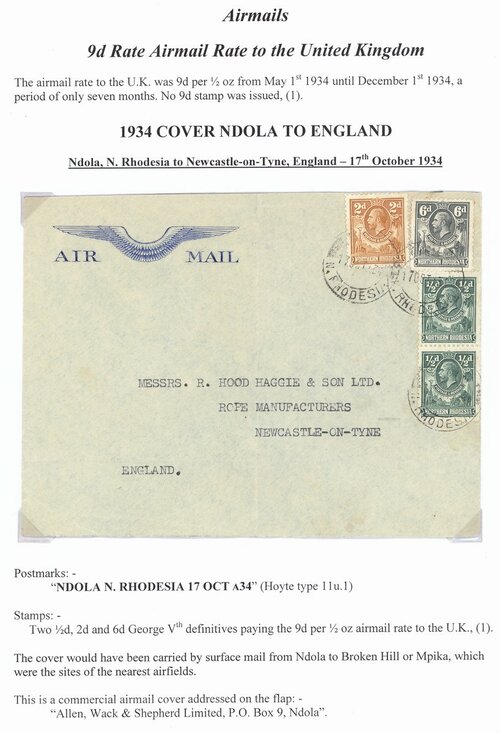 Airmails
9d Rate Airmail Rate to the United Kingdom
The airmail rate to the U.K. was 9d per ½ oz from May 1st 1934 until December 1st 1934, a
period of only seven months. No 9d stamp was issued, (1).
1934 COVER NDOLA TO ENGLAND
Ndola, N. Rhodesia to Newcastle-on-Tyne, England – 17th October 1934
2d 2d
6d 6d
NORTHERN RHODESIA
NORTHERN RHODESIA
AIR MAIL
N. RHODESIA
RHODESIA
½d ½d
NORTHERN RHODESIA
½d ½d
NORTHERN RHODESIA
RHODESIA
MESSRS. R. HOOD HAGGIE & SON LTD.
ROPE MANUFACTURERS
NEWCASTLE-ON-TYNE
ENGLAND.
Postmarks: -
"NDOLA N. RHODESIA 17 OCT A34" (Hoyte type 11u.1)
Stamps: -
Two ½d, 2d and 6d George Vth definitives paying the 9d per ½ oz airmail rate to the U.K., (1).
The cover would have been carried by surface mail from Ndola to Broken Hill or Mpika, which
were the sites of the nearest airfields.
This is a commercial airmail cover addressed on the flap: -
"Allen, Wack & Shepherd Limited, P.O. Box 9, Ndola".